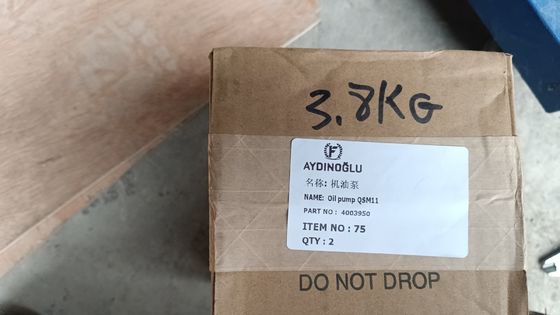 3.8KG
F
AYDINOĞLU
名称: 机油泵
NAME: Oil pump QSM11
PART NO : 4003950
ITEM NO : 75
QTY : 2
DO NOT DROP